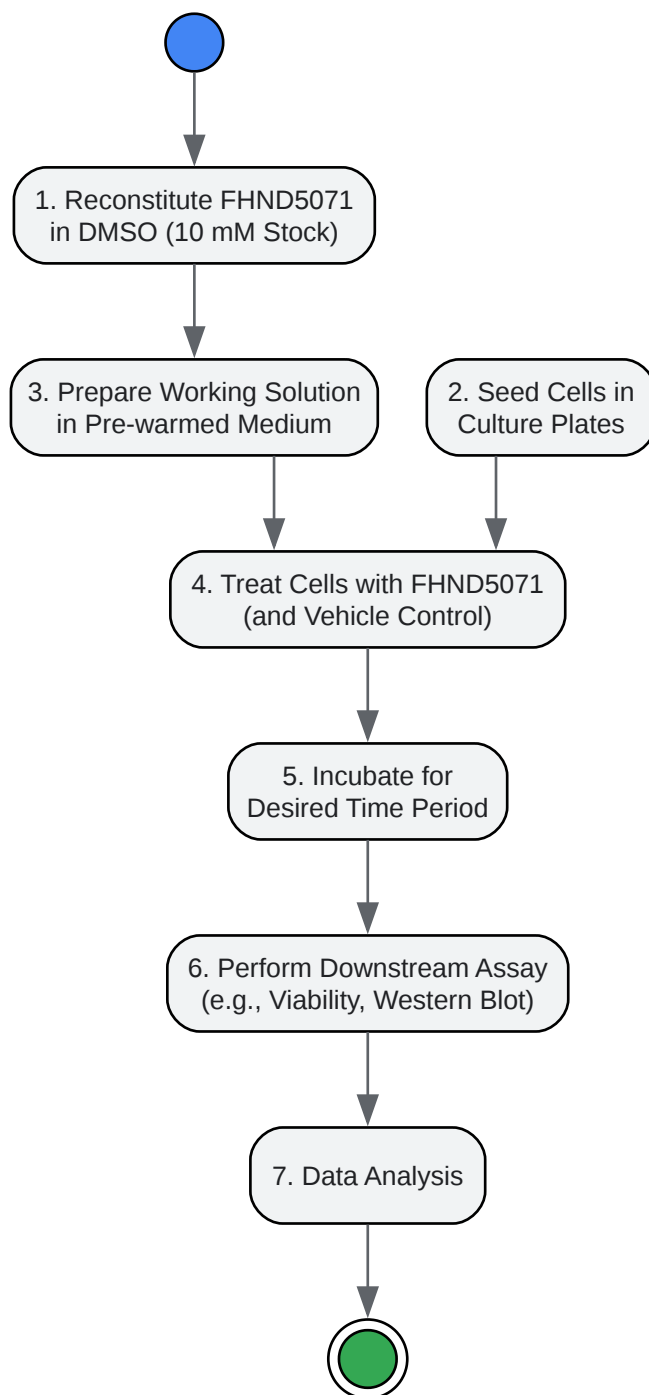 1. Reconstitute FHND5071
in DMSO (10 mM Stock)
3. Prepare Working Solution
in Pre-warmed Medium
2. Seed Cells in
Culture Plates
4. Treat Cells with FHND5071
(and Vehicle Control)
5. Incubate for
Desired Time Period
6. Perform Downstream Assay
(e.g., Viability, Western Blot)
7. Data Analysis